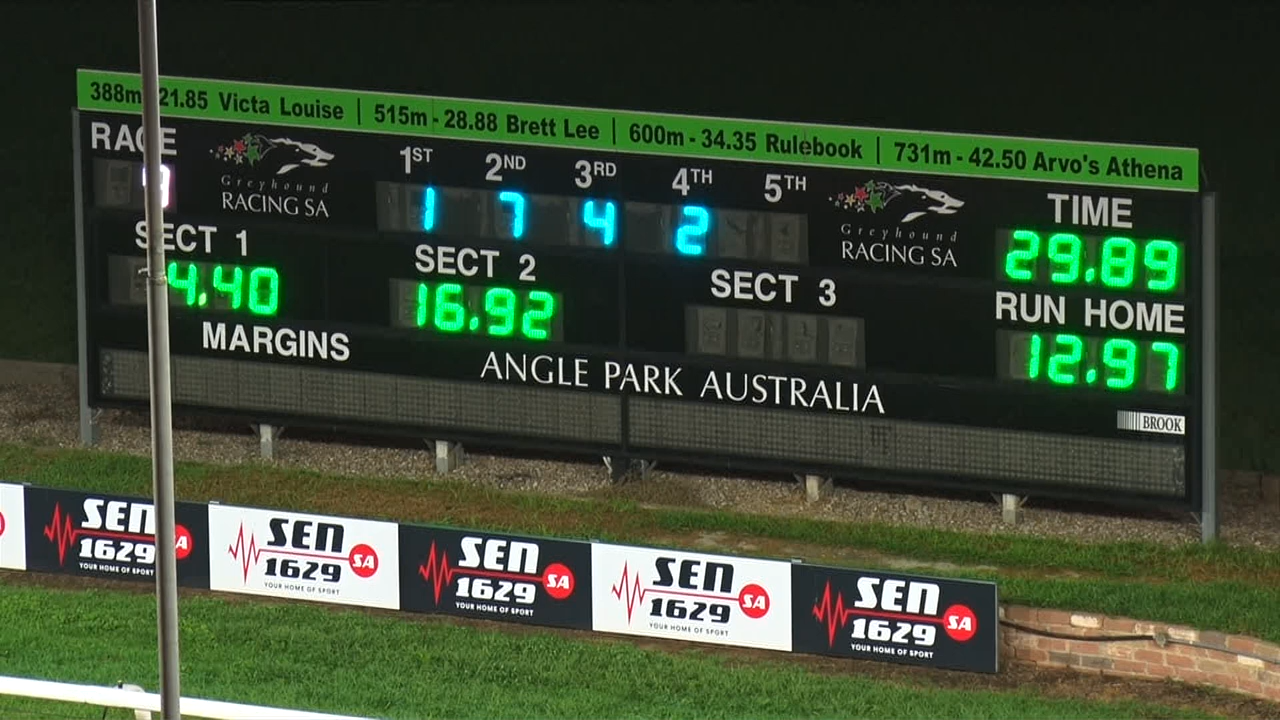 388m 21.85 Victa Louise | 515m - 28.88 Brett Lee | 600m - 34.35 Rulebook | 731m - 42.50 Arvo's Athena
RACE
Greyhound
RACING SA
1ST 2ND 3RD 4TH 5TH
1 7 4 2
Greyhound
RACING SA
TIME
29.89
SECT 1
4.40
SECT 2
16.92
SECT 3
RUN HOME
12.97
MARGINS
ANGLE PARK AUSTRALIA
BROOK
SEN
1629 SA
YOUR HOME OF SPORT
SEN
1629 SA
YOUR HOME OF SPORT
SEN
1629 SA
YOUR HOME OF SPORT
SEN
1629 SA
YOUR HOME OF SPORT
SEN
1629 SA
YOUR HOME OF SPORT